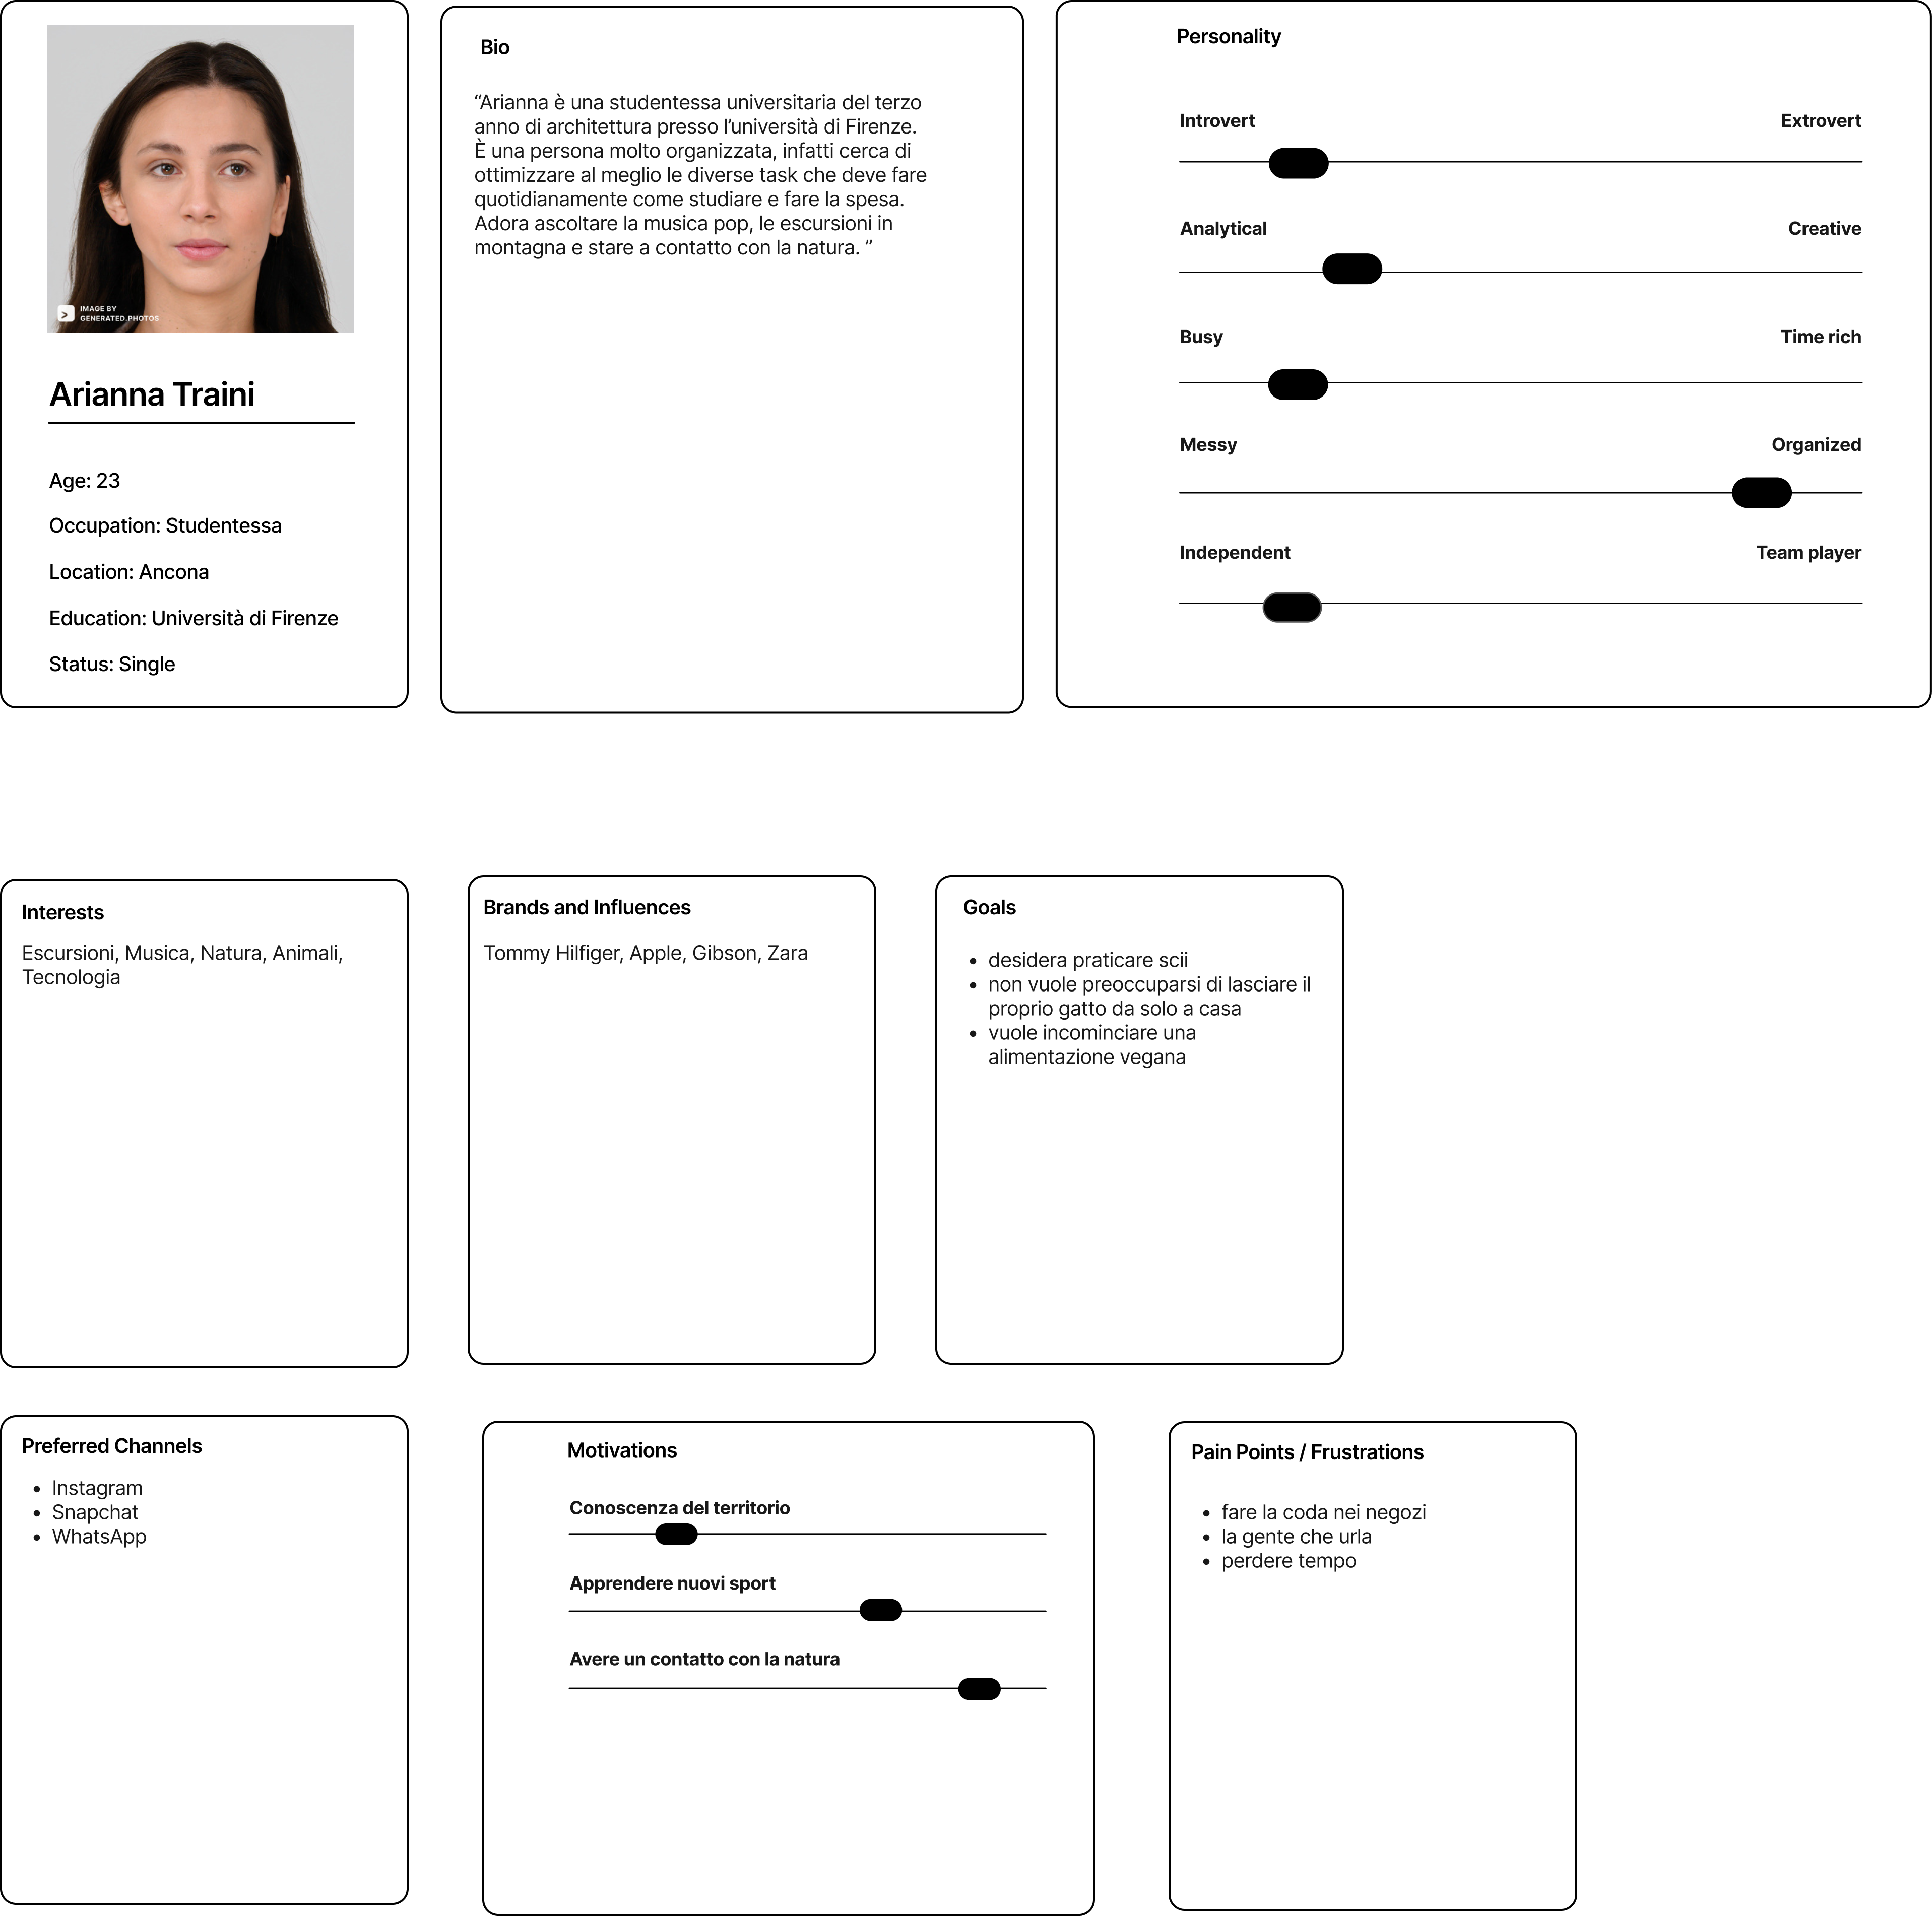 IMAGE BY
GENERATED.PHOTOS
Arianna Traini
Age: 23
Occupation: Studentessa
Location: Ancona
Education: Università di Firenze
Status: Single
Bio
“Arianna è una studentessa universitaria del terzo
anno di architettura presso l’università di Firenze.
È una persona molto organizzata, infatti cerca di
ottimizzare al meglio le diverse task che deve fare
quotidianamente come studiare e fare la spesa.
Adora ascoltare la musica pop, le escursioni in
montagna e stare a contatto con la natura. ”
Personality
Introvert Extrovert
Analytical Creative
Busy Time rich
Messy Organized
Independent Team player
Interests
Escursioni, Musica, Natura, Animali,
Tecnologia
Brands and Influences
Tommy Hilfiger, Apple, Gibson, Zara
Goals
• desidera praticare scii
• non vuole preoccuparsi di lasciare il
proprio gatto da solo a casa
• vuole incominciare una
alimentazione vegana
Preferred Channels
• Instagram
• Snapchat
• WhatsApp
Motivations
Conoscenza del territorio
Apprendere nuovi sport
Avere un contatto con la natura
Pain Points / Frustrations
• fare la coda nei negozi
• la gente che urla
• perdere tempo